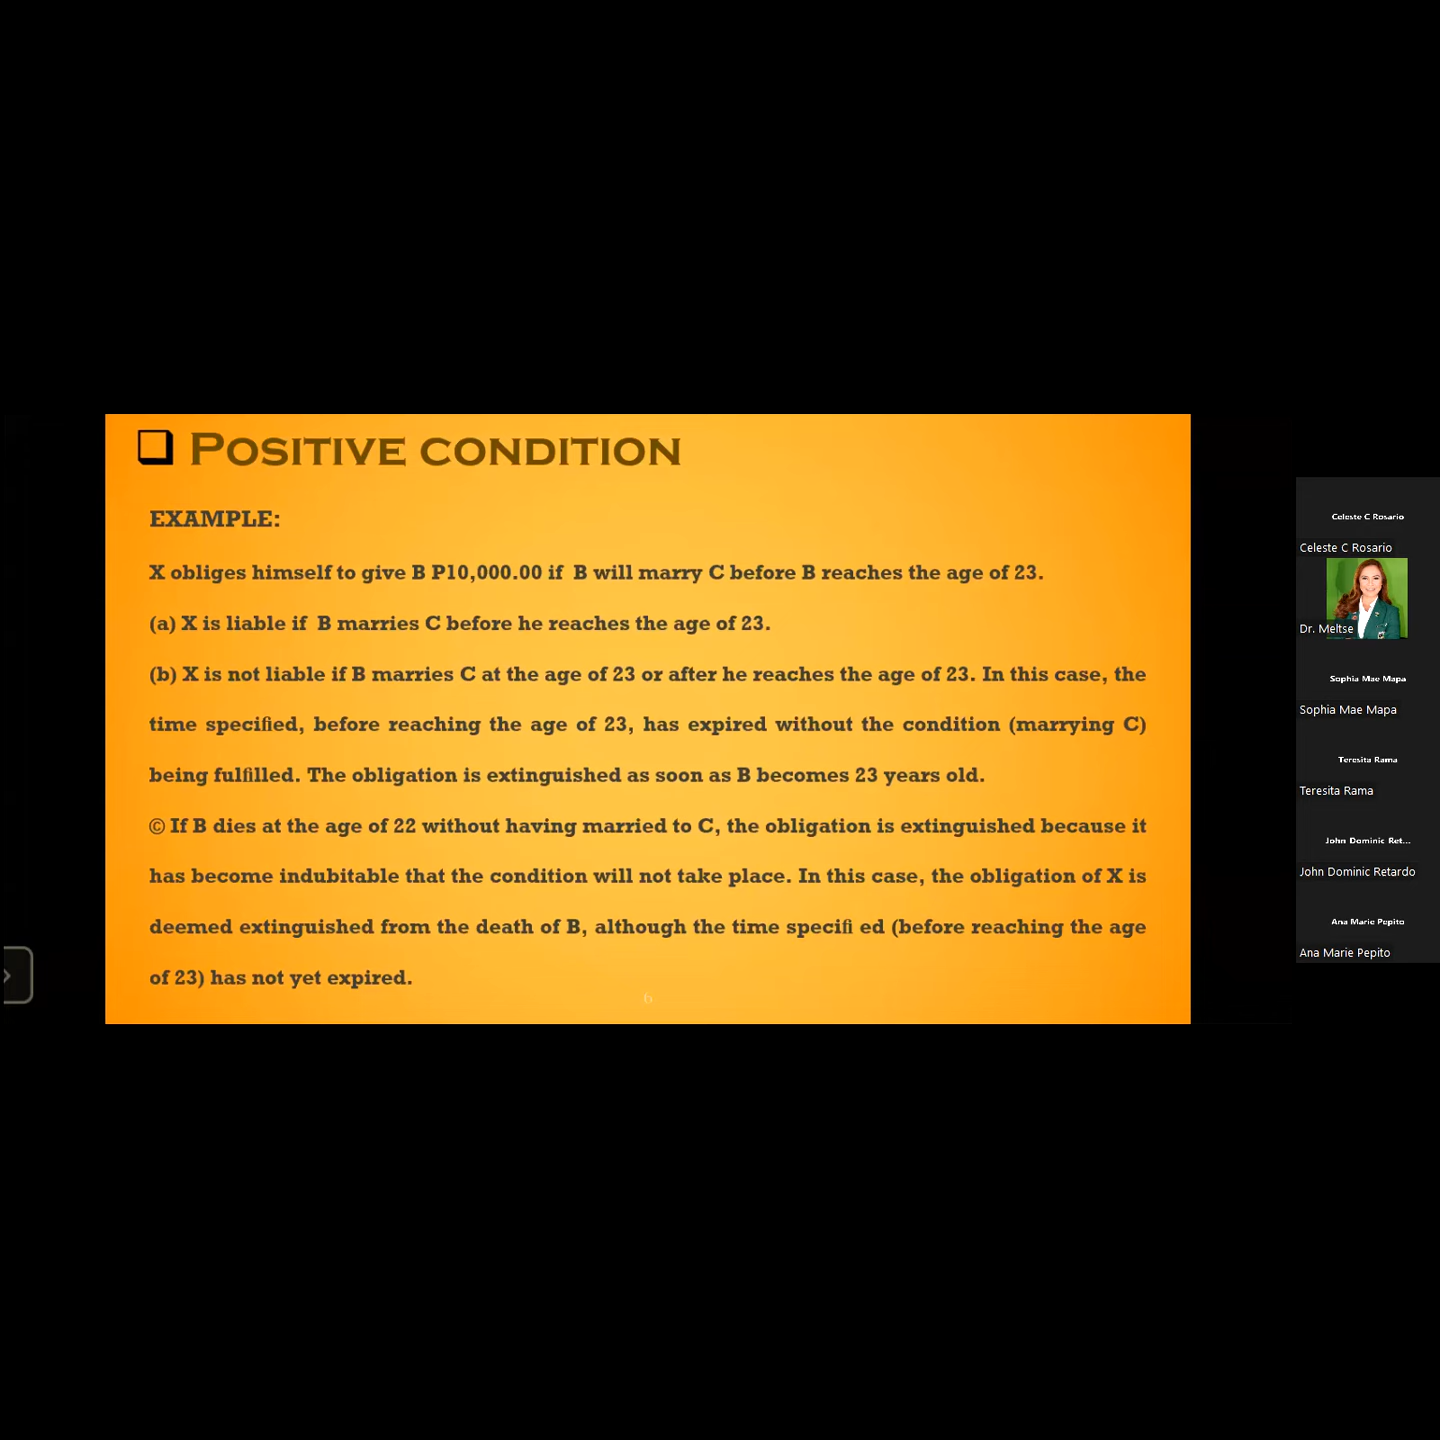 POSITIVE CONDITION
EXAMPLE:
X obliges himself to give B P10,000.00 if B will marry C before B reaches the age of 23.
(a) X is liable if B marries C before he reaches the age of 23.
(b) X is not liable if B marries C at the age of 23 or after he reaches the age of 23. In this case, the
time specified, before reaching the age of 23, has expired without the condition (marrying C)
being fulfilled. The obligation is extinguished as soon as B becomes 23 years old.
© If B dies at the age of 22 without having married to C, the obligation is extinguished because it
has become indubitable that the condition will not take place. In this case, the obligation of X is
deemed extinguished from the death of B, although the time specifi ed (before reaching the age
of 23) has not yet expired.
6
Celeste C Rosario
Celeste C Rosario
Dr. Meltse
Sophia Mae Mapa
Sophia Mae Mapa
Teresita Rama
Teresita Rama
John Dominic Ret...
John Dominic Retardo
Ana Marie Pepito
Ana Marie Pepito